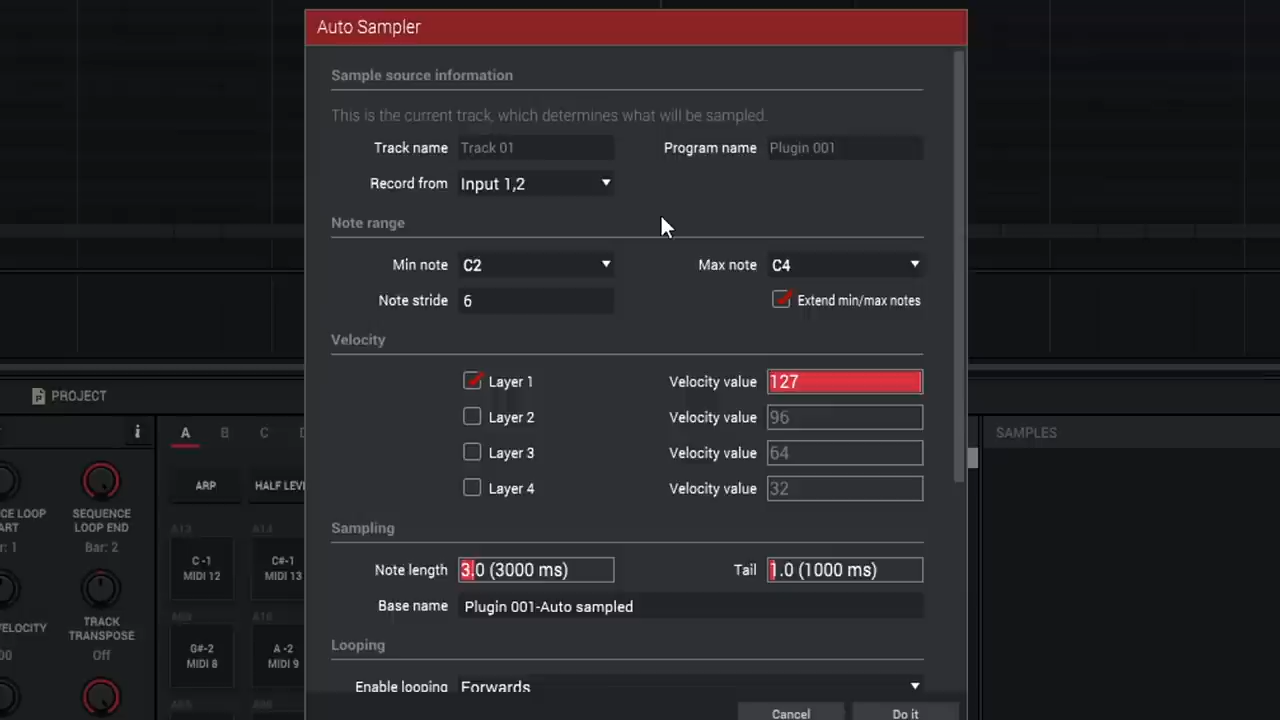 Auto Sampler
Sample source information
This is the current track, which determines what will be sampled.
Track name Track 01 Program name Plugin 001
Record from Input 1,2
Note range
Min note C2 Max note C4
Note stride 6 Extend min/max notes
Velocity
Layer 1 Velocity value 127
Layer 2 Velocity value 96
Layer 3 Velocity value 64
Layer 4 Velocity value 32
Sampling
Note length 3.0 (3000 ms) Tail 1.0 (1000 ms)
Base name Plugin 001-Auto sampled
Looping
Enable looping Forwards
Cancel Do it
PROJECT
i A B C
ARP HALF LEV
LOOP SEQUENCE
LOOP END
Bar: 1 Bar: 2
A13 A14
C -1 C#-1
MIDI 12 MIDI 13
TRACK
TRANSPOSE
Off
G#-2 A -2
MIDI 8 MIDI 9
SAMPLES